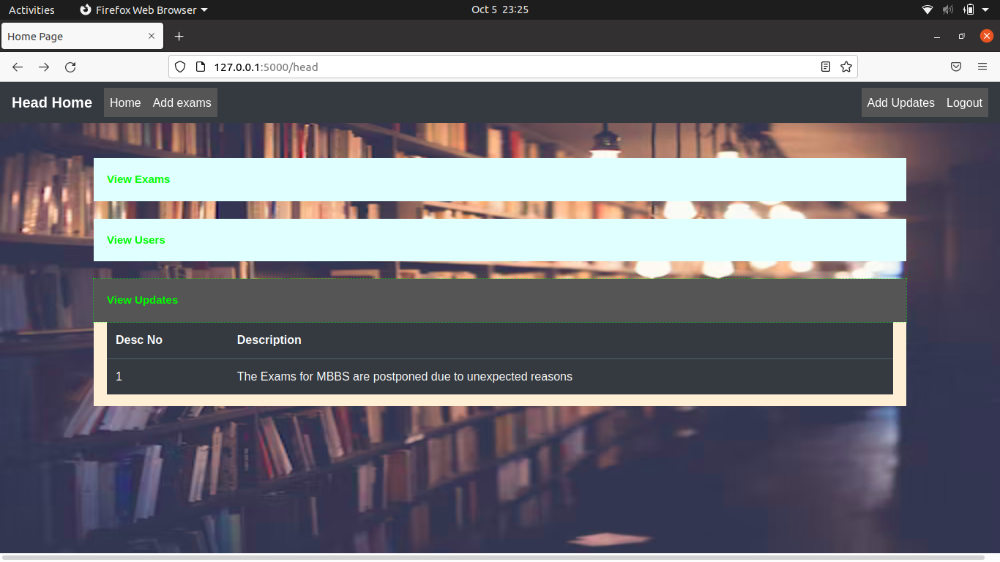 Activities Firefox Web Browser Oct 5 23:25
Home Page
127.0.0.1:5000/head
Head Home Home Add exams Add Updates Logout
View Exams
View Users
View Updates
Desc No Description
1 The Exams for MBBS are postponed due to unexpected reasons